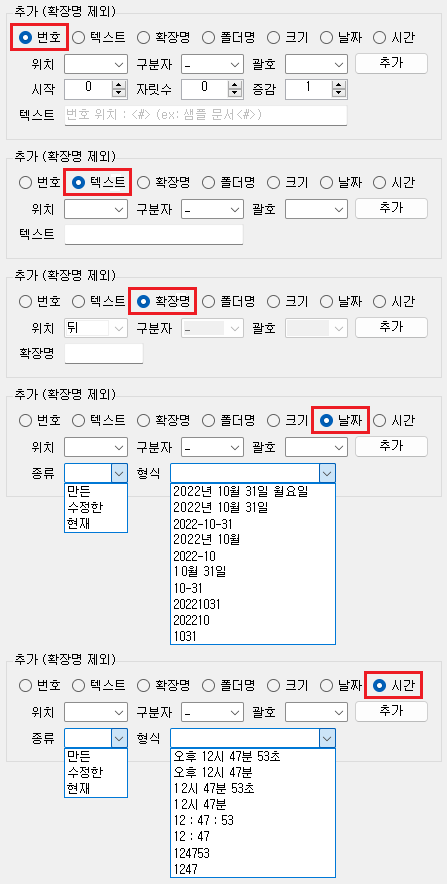 추가 (확장명 제외)
번호 텍스트 확장명 폴더명 크기 날짜 시간
위치 구분자 _ 괄호 추가
시작 0 자릿수 0 증감 1
텍스트 번호 위치 : <#> (ex: 샘플 문서<#>)
추가 (확장명 제외)
번호 텍스트 확장명 폴더명 크기 날짜 시간
위치 구분자 _ 괄호 추가
텍스트
추가 (확장명 제외)
번호 텍스트 확장명 폴더명 크기 날짜 시간
위치 뒤 구분자 _ 괄호 추가
확장명
추가 (확장명 제외)
번호 텍스트 확장명 폴더명 크기 날짜 시간
위치 구분자 _ 괄호 추가
종류 형식
만든 2022년 10월 31일 월요일
수정한 2022년 10월 31일
현재 2022-10-31
2022년 10월
2022-10
10월 31일
10-31
20221031
202210
1031
추가 (확장명 제외)
번호 텍스트 확장명 폴더명 크기 날짜 시간
위치 구분자 _ 괄호 추가
종류 형식
만든 오후 12시 47분 53초
수정한 오후 12시 47분
현재 12시 47분 53초
12시 47분
12 : 47 : 53
12 : 47
124753
1247